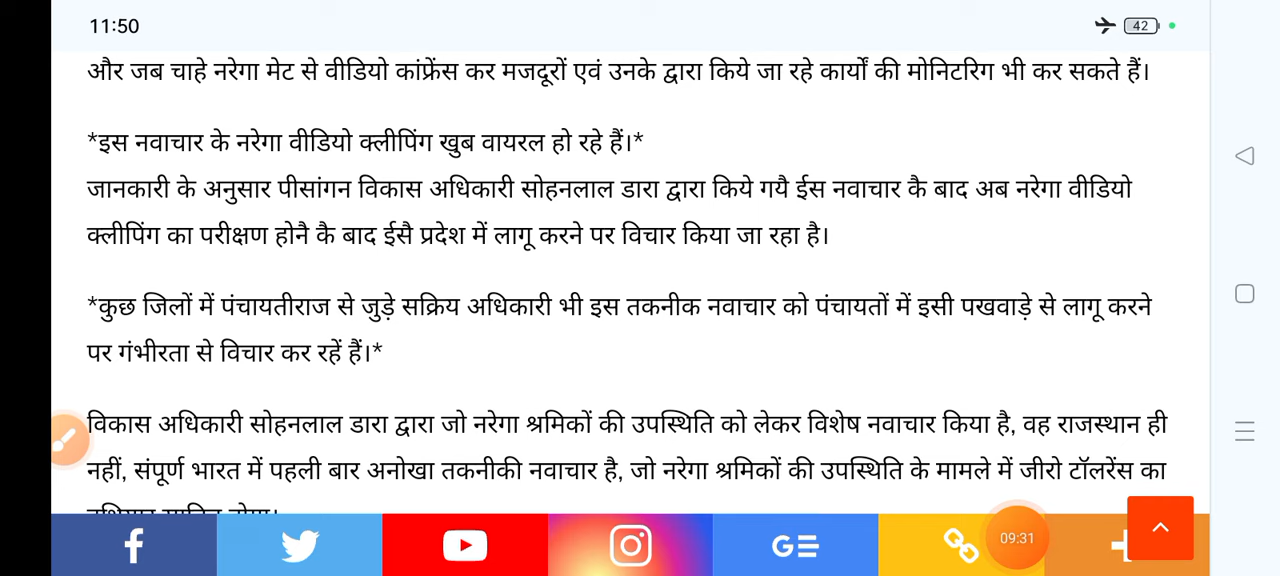 11:50
42
और जब चाहे नरेगा मेट से वीडियो कांफ्रेंस कर मजदूरों एवं उनके द्वारा किये जा रहे कार्यों की मोनिटरिग भी कर सकते हैं।
*इस नवाचार के नरेगा वीडियो क्लीपिंग खुब वायरल हो रहे हैं।*
जानकारी के अनुसार पीसांगन विकास अधिकारी सोहनलाल डारा द्वारा किये गयै ईस नवाचार कै बाद अब नरेगा वीडियो
क्लीपिंग का परीक्षण होनै कै बाद ईसै प्रदेश में लागू करने पर विचार किया जा रहा है।
*कुछ जिलों में पंचायतीराज से जुड़े सक्रिय अधिकारी भी इस तकनीक नवाचार को पंचायतों में इसी पखवाड़े से लागू करने
पर गंभीरता से विचार कर रहें हैं।*
विकास अधिकारी सोहनलाल डारा द्वारा जो नरेगा श्रमिकों की उपस्थिति को लेकर विशेष नवाचार किया है, वह राजस्थान ही
नहीं, संपूर्ण भारत में पहली बार अनोखा तकनीकी नवाचार है, जो नरेगा श्रमिकों की उपस्थिति के मामले में जीरो टॉलरेंस का
09:31